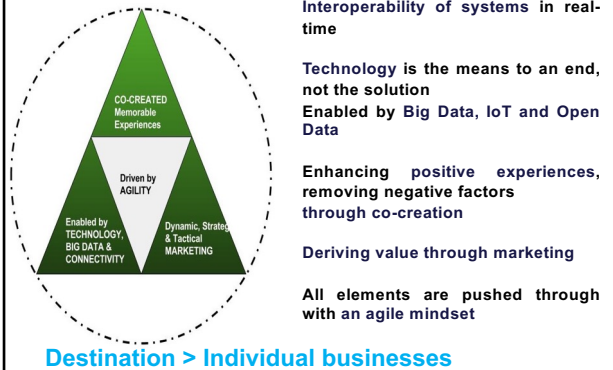 CO-CREATED
Memorable
Experiences
Driven by
AGILITY
Enabled by
TECHNOLOGY,
BIG DATA &
CONNECTIVITY
Dynamic, Strateg
& Tactical
MARKETING
Interoperability of systems in real-
time
Technology is the means to an end,
not the solution
Enabled by Big Data, IoT and Open
Data
Enhancing positive experiences,
removing negative factors
through co-creation
Deriving value through marketing
All elements are pushed through
with an agile mindset
Destination > Individual businesses